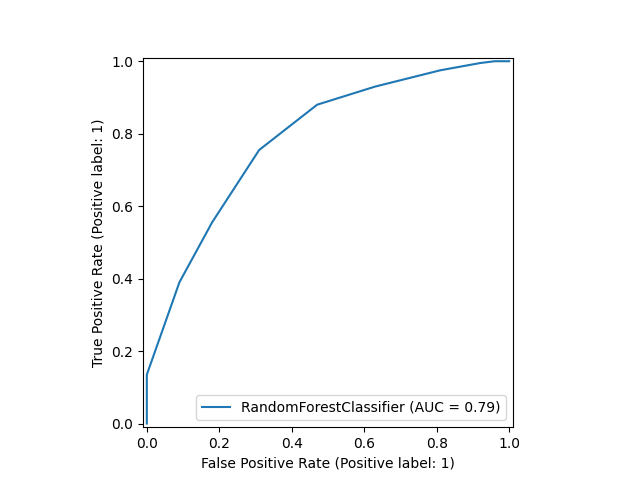 1.0
0.8
0.6
0.4
0.2
0.0
True Positive Rate (Positive label: 1)
RandomForestClassifier (AUC = 0.79)
0.0 0.2 0.4 0.6 0.8 1.0
False Positive Rate (Positive label: 1)